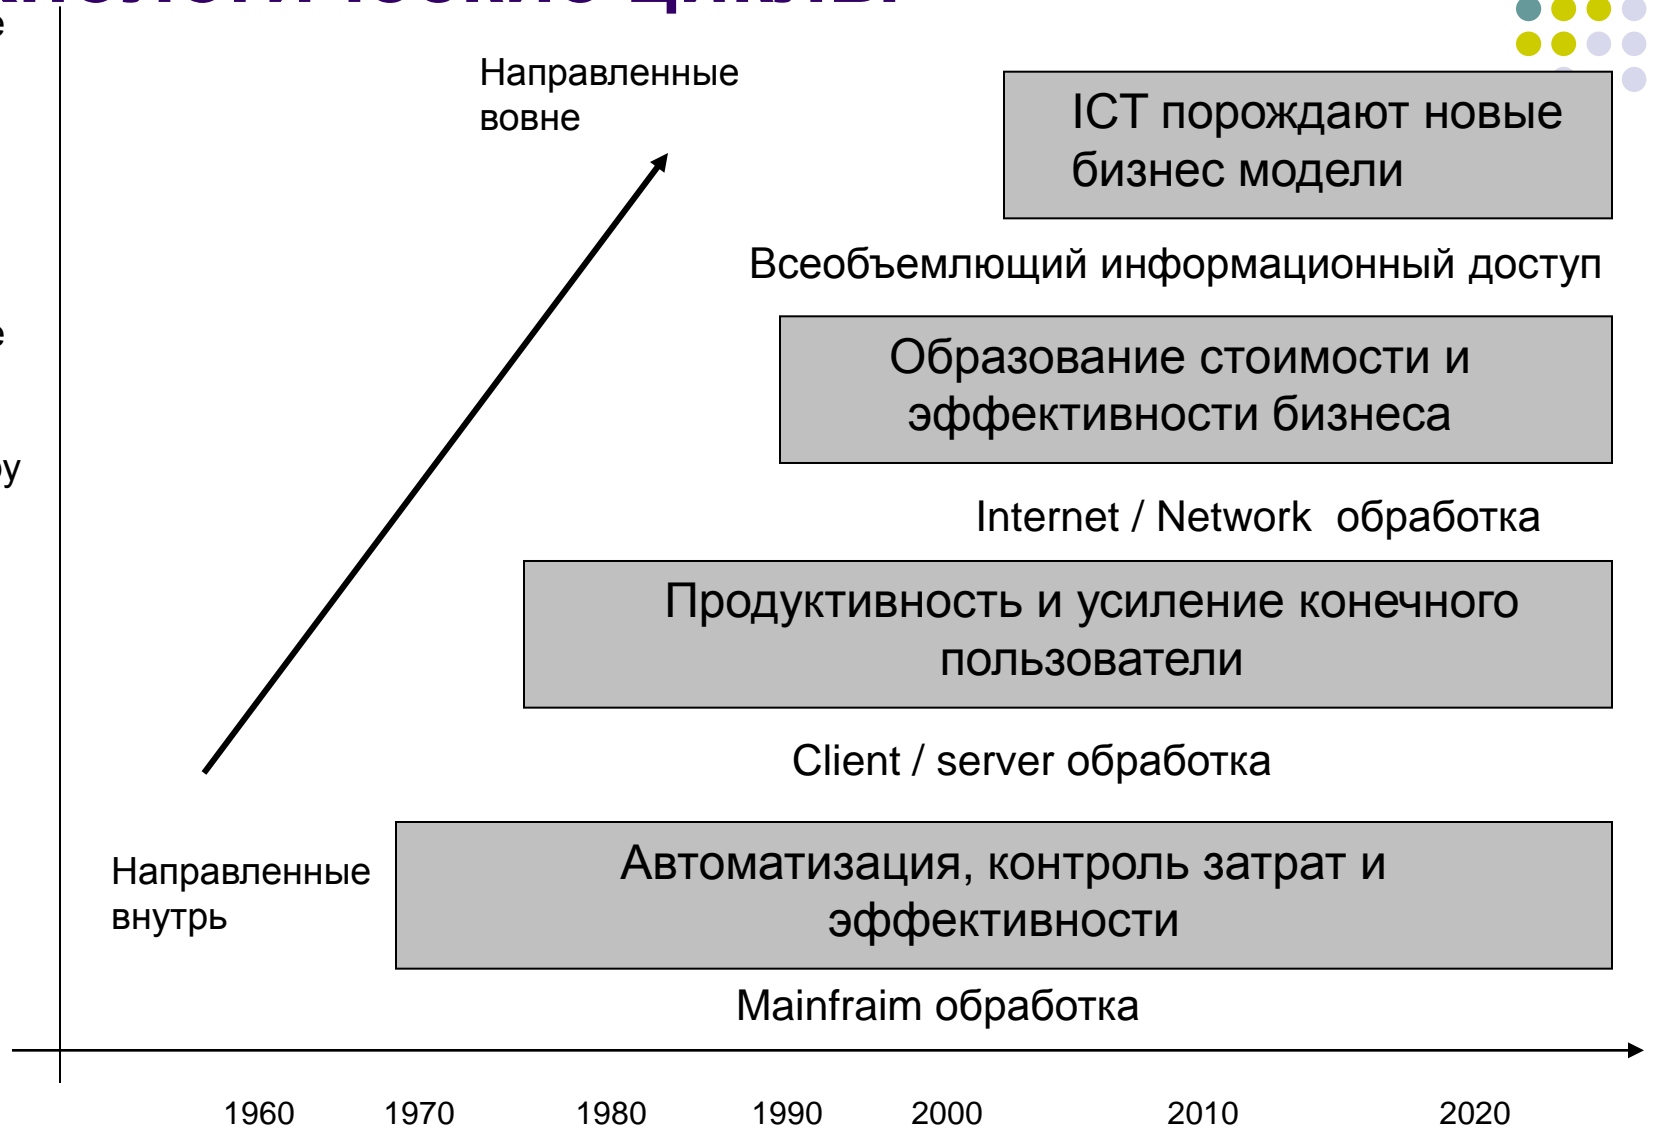 циклы
Направленные
вовне
ICT порождают новые
бизнес модели
Всеобъемлющий информационный доступ
Образование стоимости и
эффективности бизнеса
Internet / Network обработка
Продуктивность и усиление конечного
пользователи
Client / server обработка
Направленные
внутрь
Автоматизация, контроль затрат и
эффективности
Mainfraim обработка
1960 1970 1980 1990 2000 2010 2020